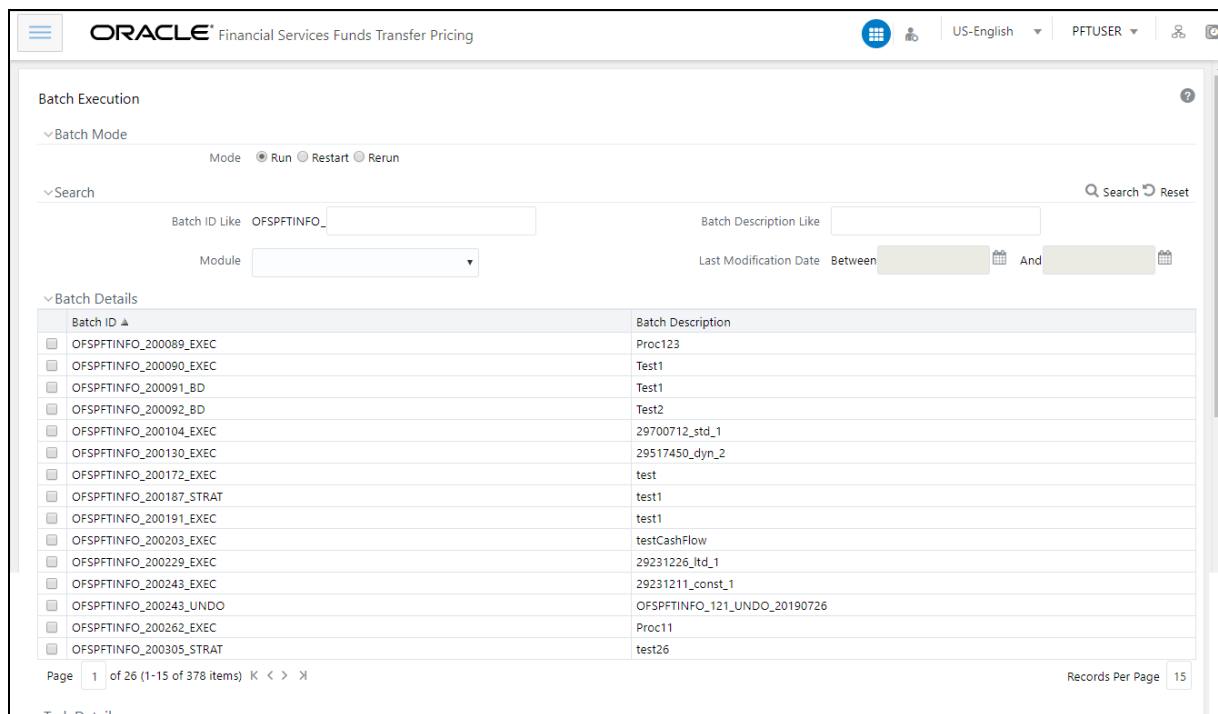 ORACLE® Financial Services Funds Transfer Pricing
US-English
PFTUSER
Batch Execution
Batch Mode
Mode Run Restart Rerun
Search
Search Reset
Batch ID Like OFSPFTINFO_
Batch Description Like
Module
Last Modification Date Between And
Batch Details
Batch ID Batch Description
OFSPFTINFO_200089_EXEC Proc123
OFSPFTINFO_200090_EXEC Test1
OFSPFTINFO_200091_BD Test1
OFSPFTINFO_200092_BD Test2
OFSPFTINFO_200104_EXEC 29700712_std_1
OFSPFTINFO_200130_EXEC 29517450_dyn_2
OFSPFTINFO_200172_EXEC test
OFSPFTINFO_200187_STRAT test1
OFSPFTINFO_200191_EXEC test1
OFSPFTINFO_200203_EXEC testCashFlow
OFSPFTINFO_200229_EXEC 29231226_ltd_1
OFSPFTINFO_200243_EXEC 29231211_const_1
OFSPFTINFO_200243_UNDO OFSPFTINFO_121_UNDO_20190726
OFSPFTINFO_200262_EXEC Proc11
OFSPFTINFO_200305_STRAT test26
Page 1 of 26 (1-15 of 378 items)
Records Per Page 15